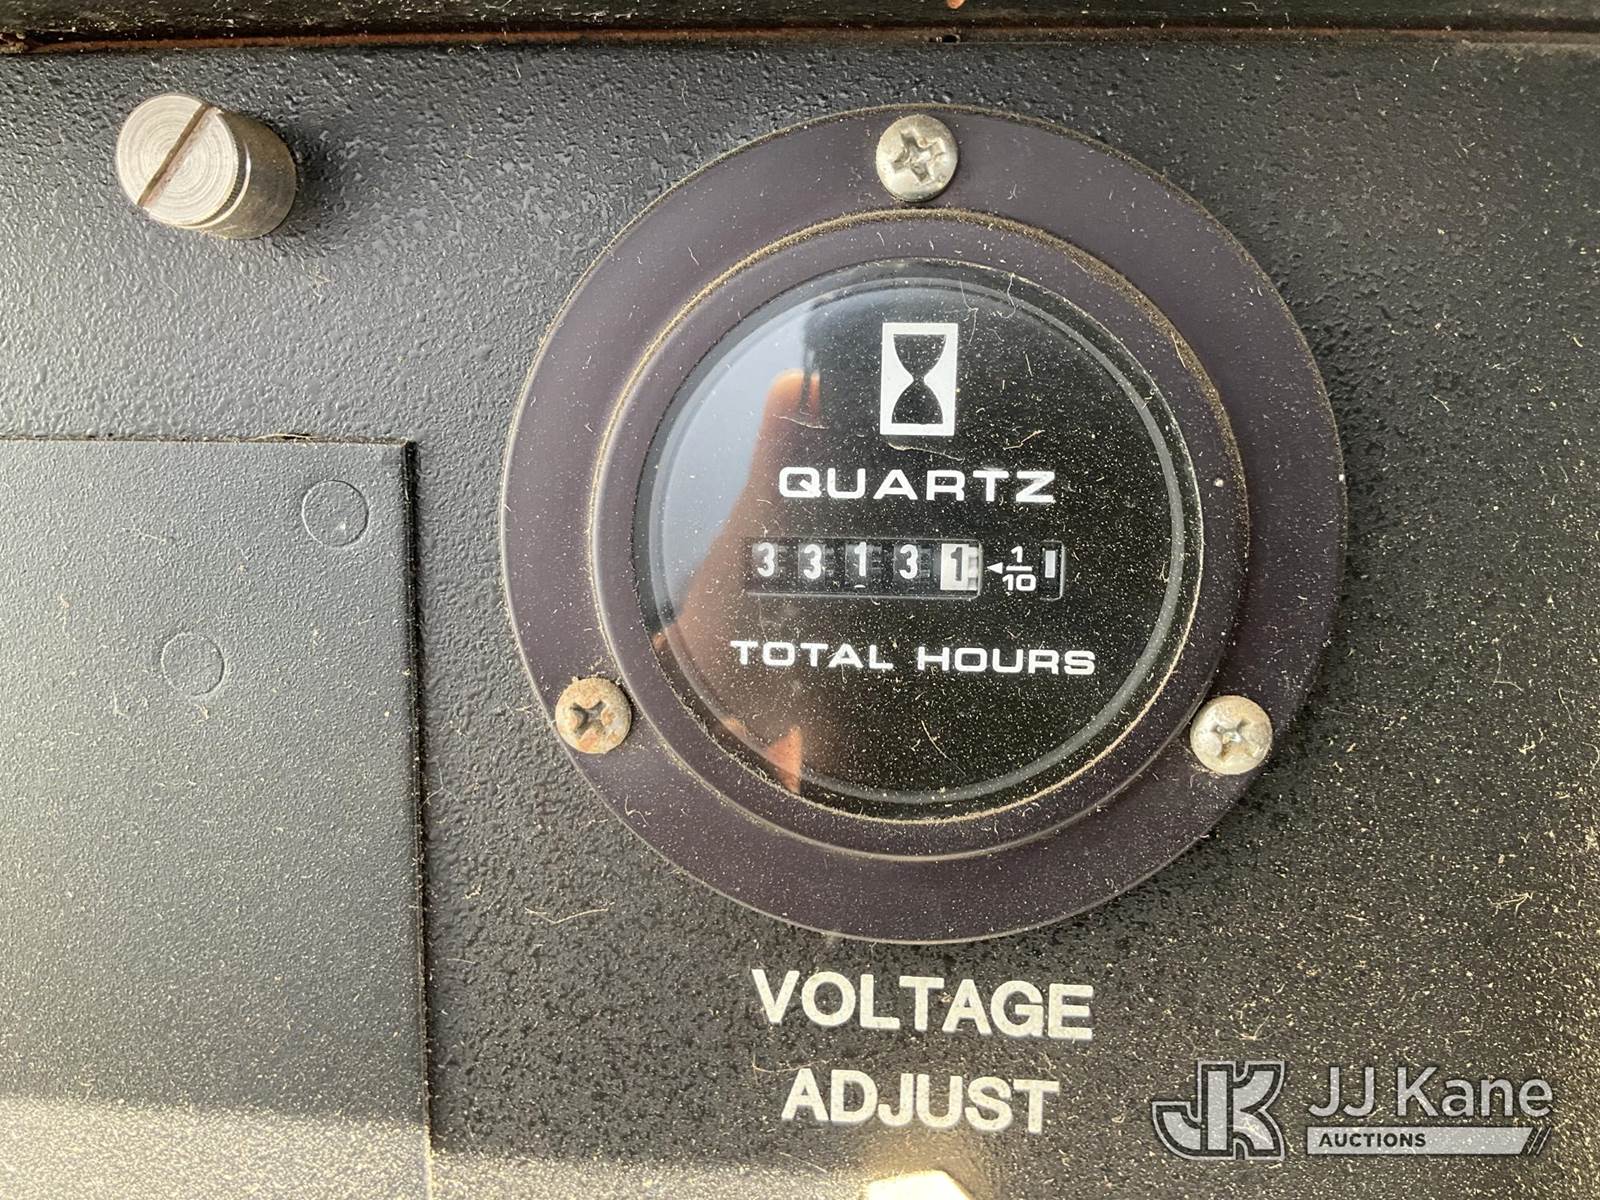 QUARTZ
33131 ◄1/10
TOTAL HOURS
VOLTAGE
ADJUST
JK JJ Kane
AUCTIONS